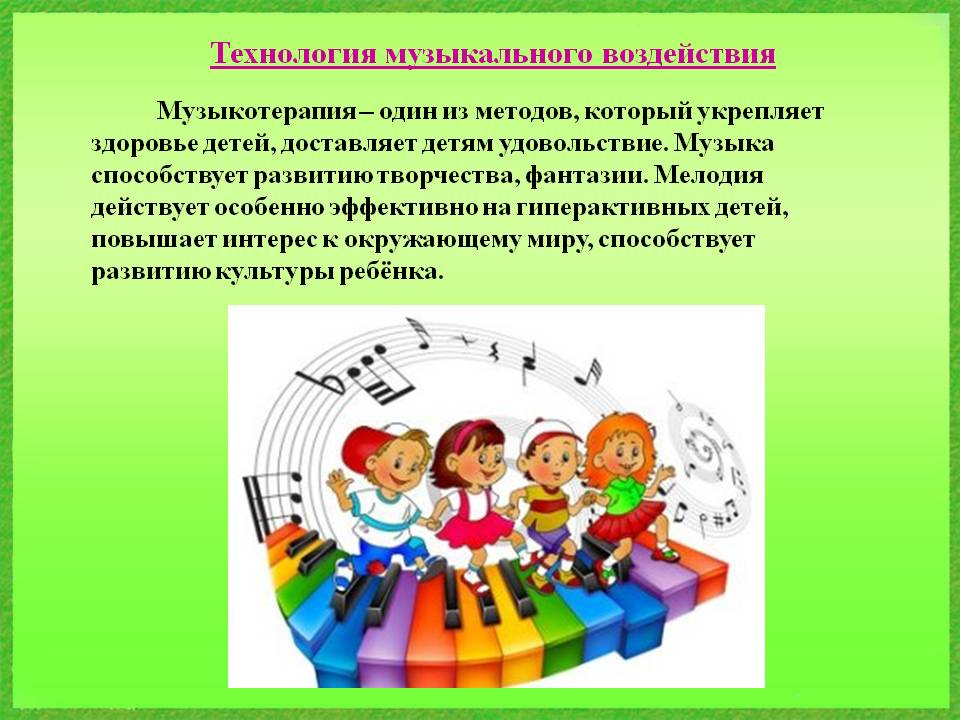 Технология музыкального воздействия
Музыкотерапия– один из методов, который укрепляет
здоровье детей, доставляет детям удовольствие. Музыка
способствует развитию творчества, фантазии. Мелодия
действует особенно эффективно на гиперактивных детей,
повышает интерес к окружающему миру, способствует
развитию культуры ребёнка.